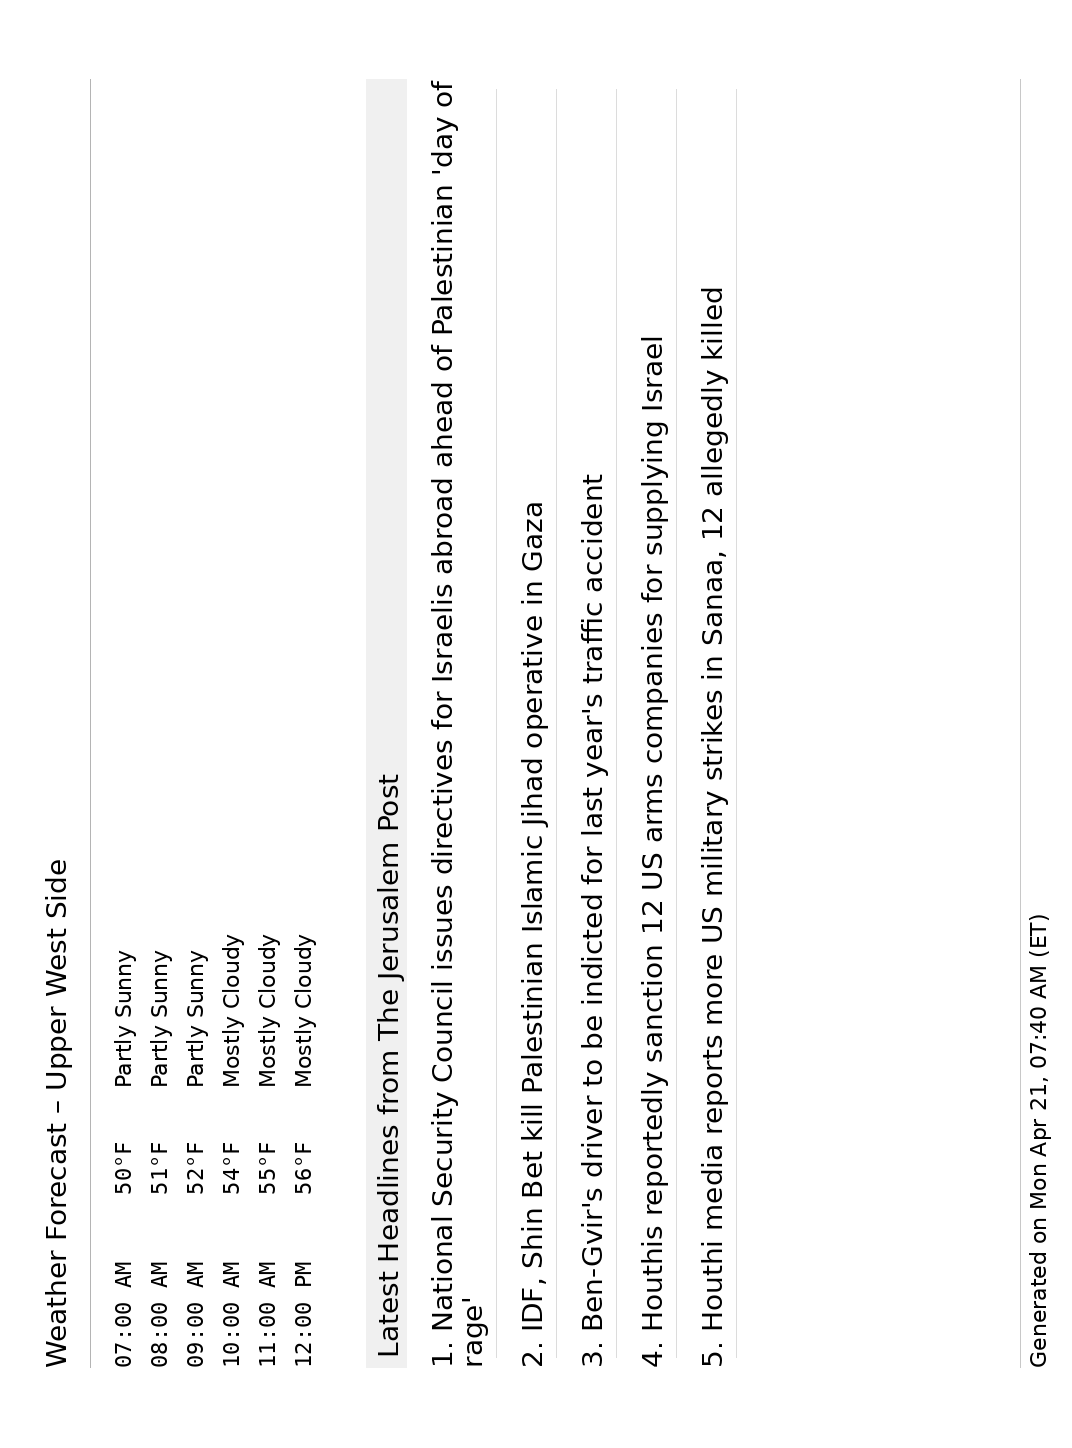 Weather Forecast – Upper West Side
07:00 AM 50°F Partly Sunny
08:00 AM 51°F Partly Sunny
09:00 AM 52°F Partly Sunny
10:00 AM 54°F Mostly Cloudy
11:00 AM 55°F Mostly Cloudy
12:00 PM 56°F Mostly Cloudy
Latest Headlines from The Jerusalem Post
1. National Security Council issues directives for Israelis abroad ahead of Palestinian 'day of
rage'
2. IDF, Shin Bet kill Palestinian Islamic Jihad operative in Gaza
3. Ben-Gvir's driver to be indicted for last year's traffic accident
4. Houthis reportedly sanction 12 US arms companies for supplying Israel
5. Houthi media reports more US military strikes in Sanaa, 12 allegedly killed
Generated on Mon Apr 21, 07:40 AM (ET)